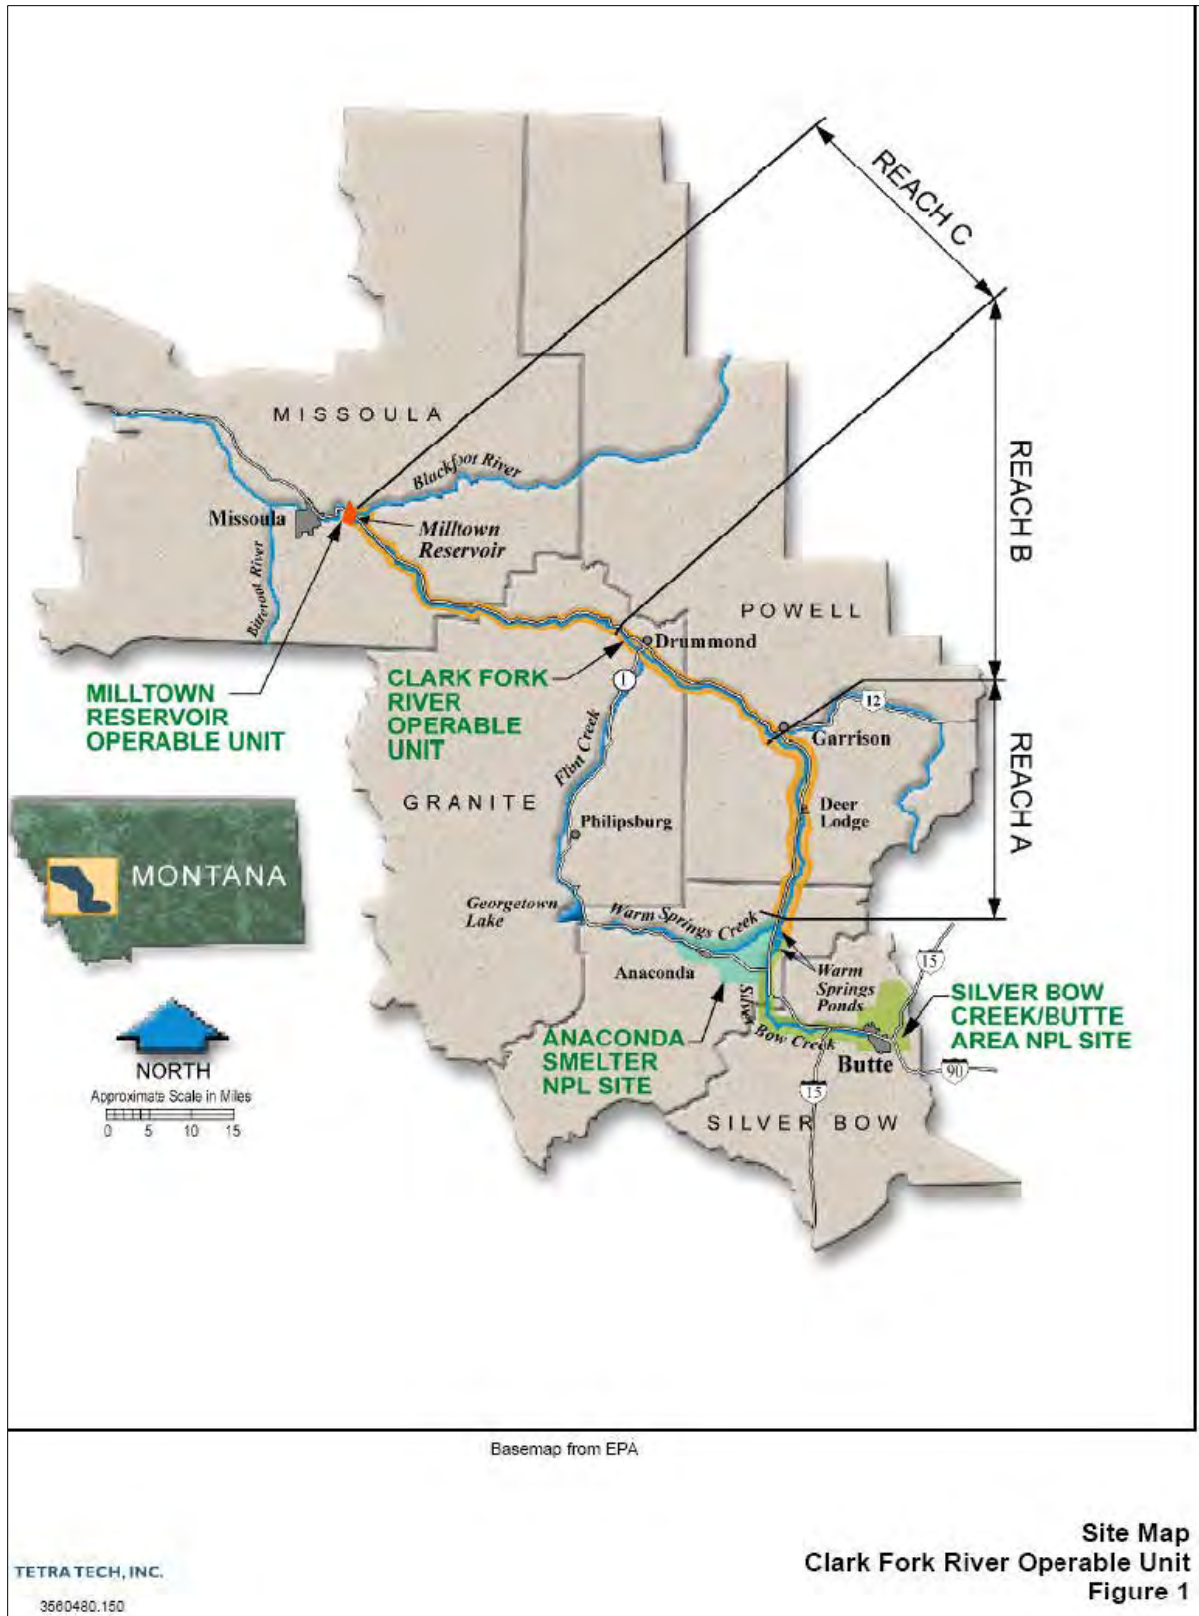 REACH C
REACH B
REACH A
MISSOULA
Blackfoot River
Missoula
Milltown
Reservoir
Bitteroot River
POWELL
Drummond
MILLTOWN
RESERVOIR
OPERABLE UNIT
CLARK FORK
RIVER
OPERABLE
UNIT
1
12
Garrison
Flint Creek
GRANITE
Deer
Lodge
Philipsburg
MONTANA
Georgetown
Lake
Warm Springs Creek
Anaconda
Warm
Springs
Ponds
15
SILVER BOW
CREEK/BUTTE
AREA NPL SITE
Silver Bow Creek
ANACONDA
SMELTER
NPL SITE
Butte
90
15
SILVER BOW
NORTH
Approximate Scale in Miles
0 5 10 15
Basemap from EPA
Site Map
Clark Fork River Operable Unit
Figure 1
TETRA TECH, INC.
3560480.150